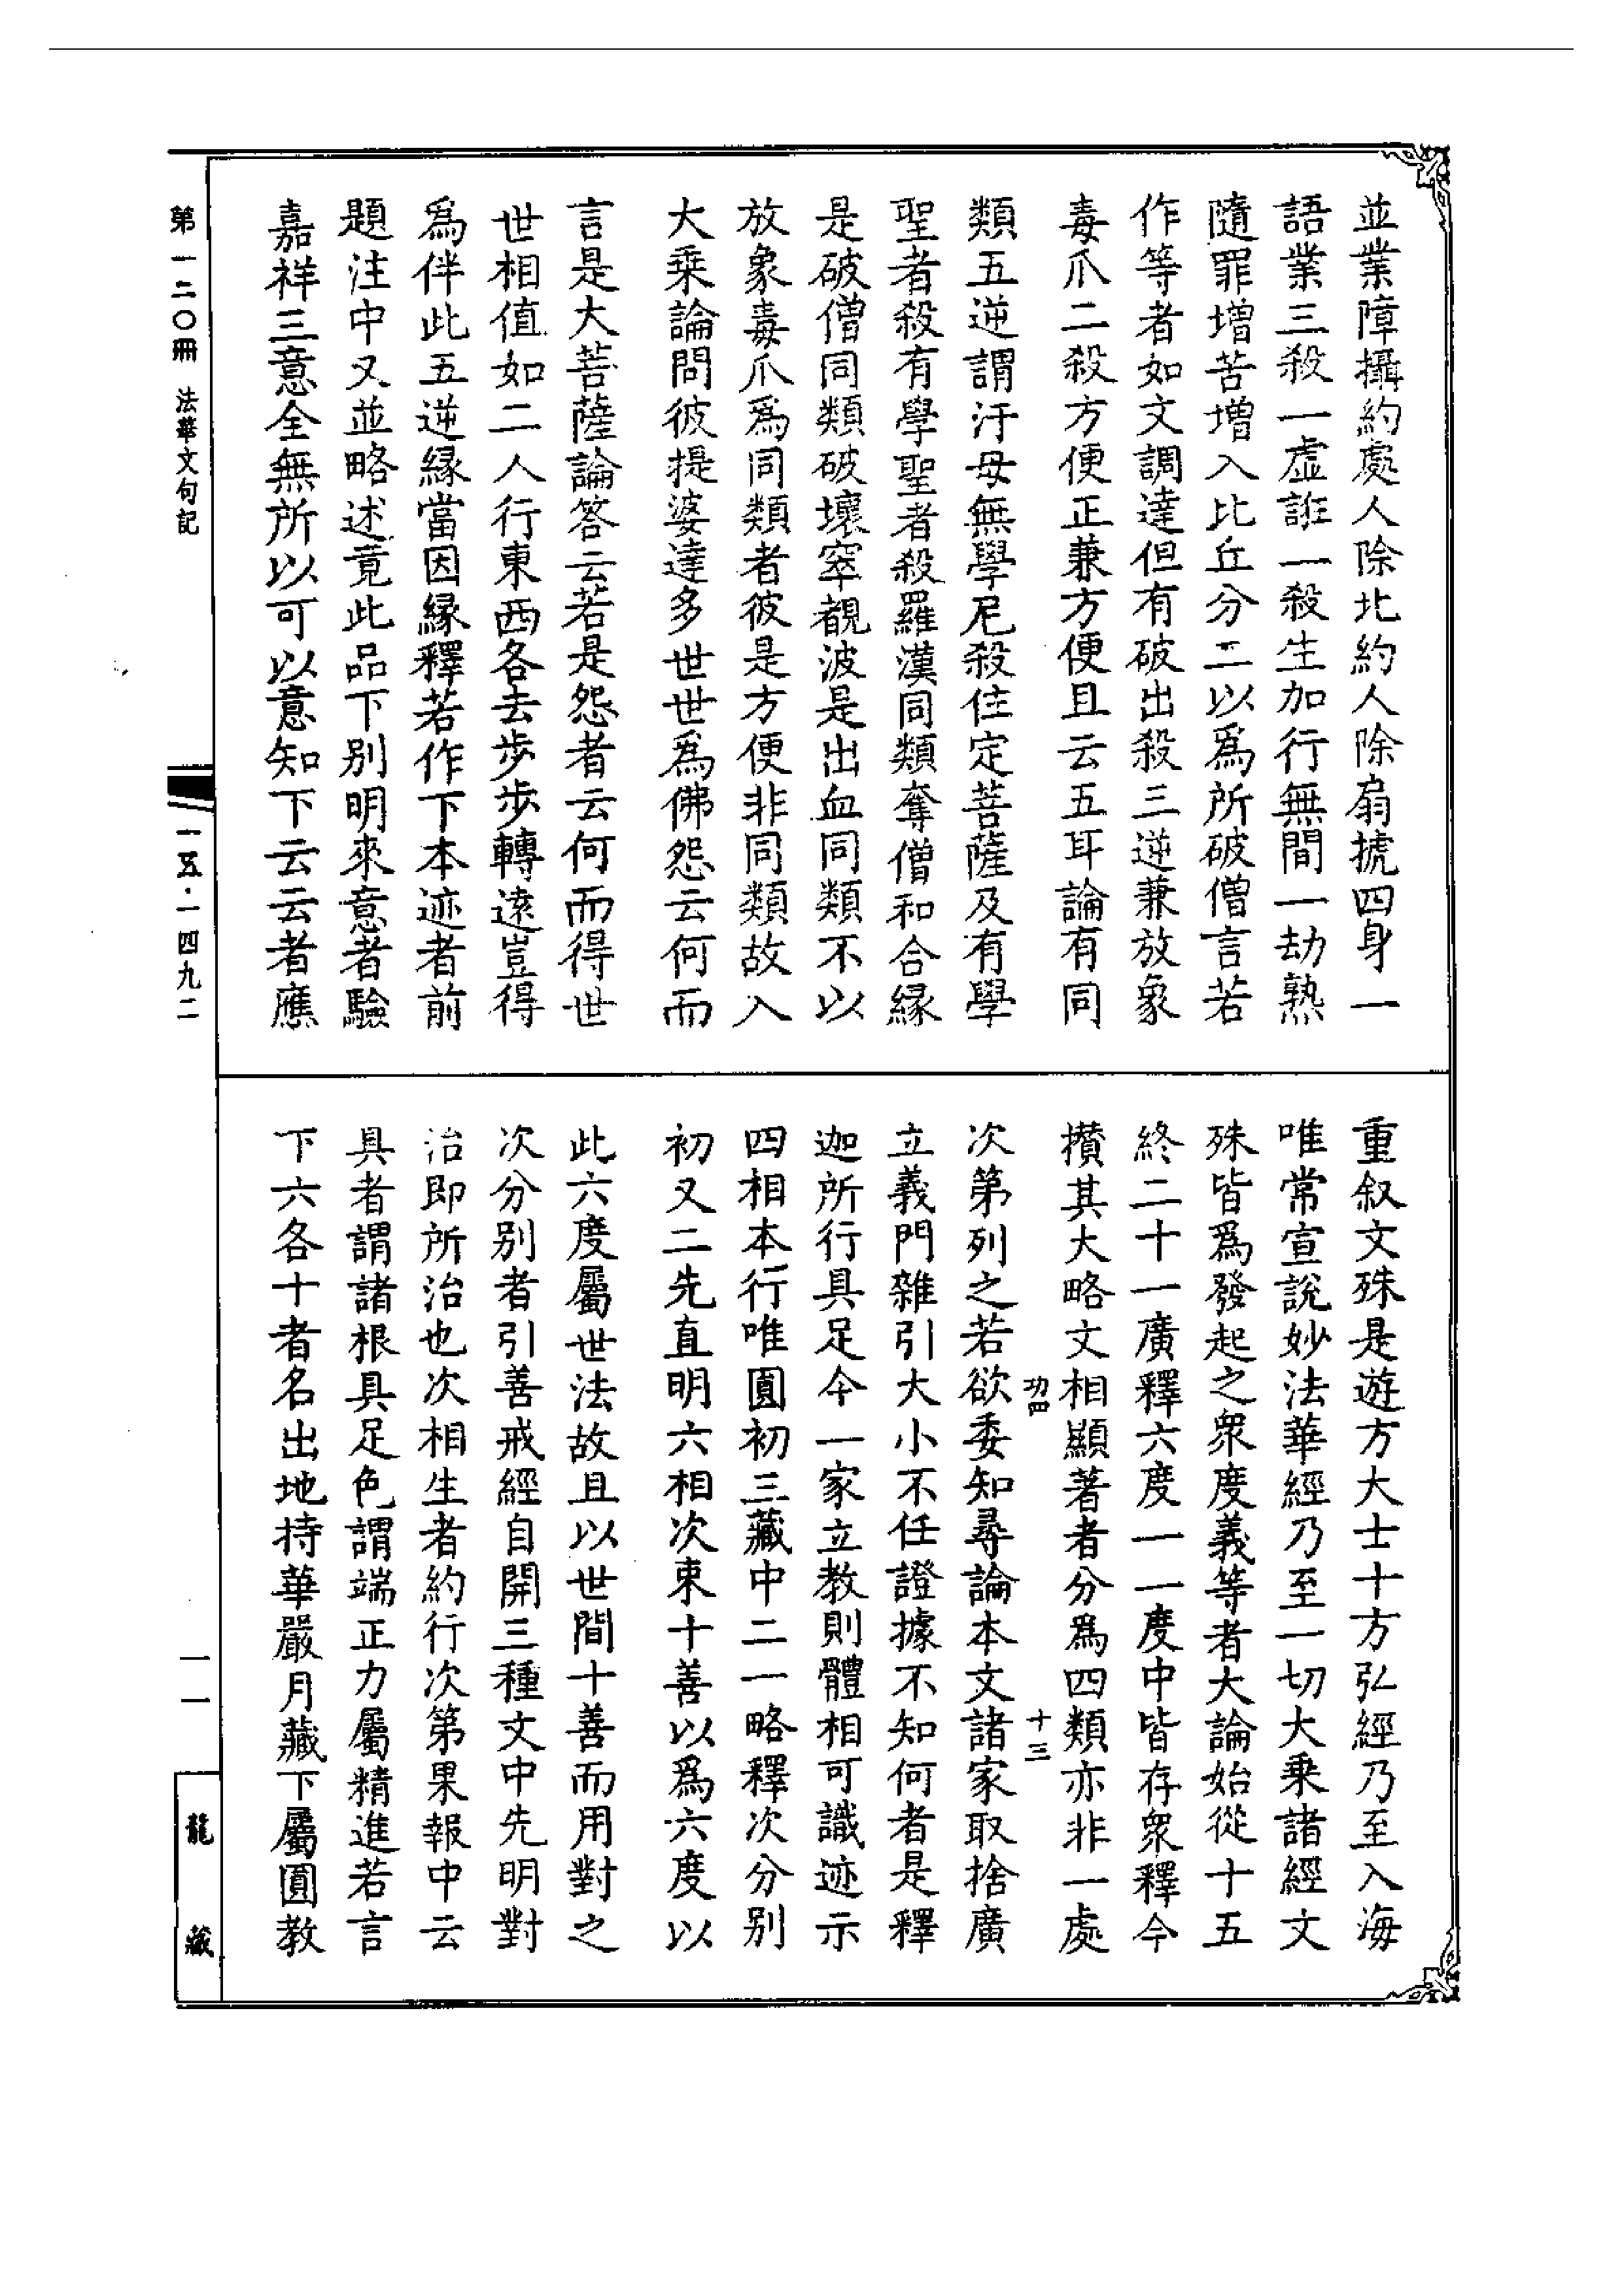 並業障攝約處人除北約人除扇搋四身一
語業三殺一虛誑一殺生加行無間一劫熟
隨罪增苦增入比丘分二以為所破僧言若
作等者如文調達但有破出殺三逆兼放象
毒爪二殺方便正兼方便且云五耳論有同
類五逆謂汙母無學尼殺住定菩薩及有學
聖者殺有學聖者殺羅漢同類奪僧和合緣
是破僧同類破壞窣覩波是出血同類不以
放象毒爪為同類者彼是方便非同類故入
大乘論問彼提婆達多世世為佛怨云何而
言是大菩薩論答云若是怨者云何而得世
世相值如二人行東西各去步步轉遠豈得
為伴此五逆緣當因緣釋若作下本迹者前
題注中又並略述竟此品下別明來意者驗
嘉祥三意全無所以可以意知下云云者應
重叙文殊是遊方大士十方弘經乃至入海
唯常宣說妙法華經乃至一切大乘諸經文
殊皆為發起之眾度義等者大論始從十五
終二十一廣釋六度一一度中皆存眾釋今
攢其大略文相顯著者分為四類亦非一處
功四 十三
次第列之若欲委知尋論本文諸家取捨廣
立義門雜引大小不任證據不知何者是釋
迦所行具足今一家立教則體相可識迹示
四相本行唯圓初三藏中二一略釋次分別
初又二先直明六相次束十善以為六度以
此六度屬世法故且以世間十善而用對之
次分別者引善戒經自開三種文中先明對
治即所治也次相生者約行次第果報中云
具者謂諸根具足色謂端正力屬精進若言
下六各十者名出地持華嚴月藏下屬圓教
第一二〇冊 法華文句記
一五·一四九二
一一
龍藏